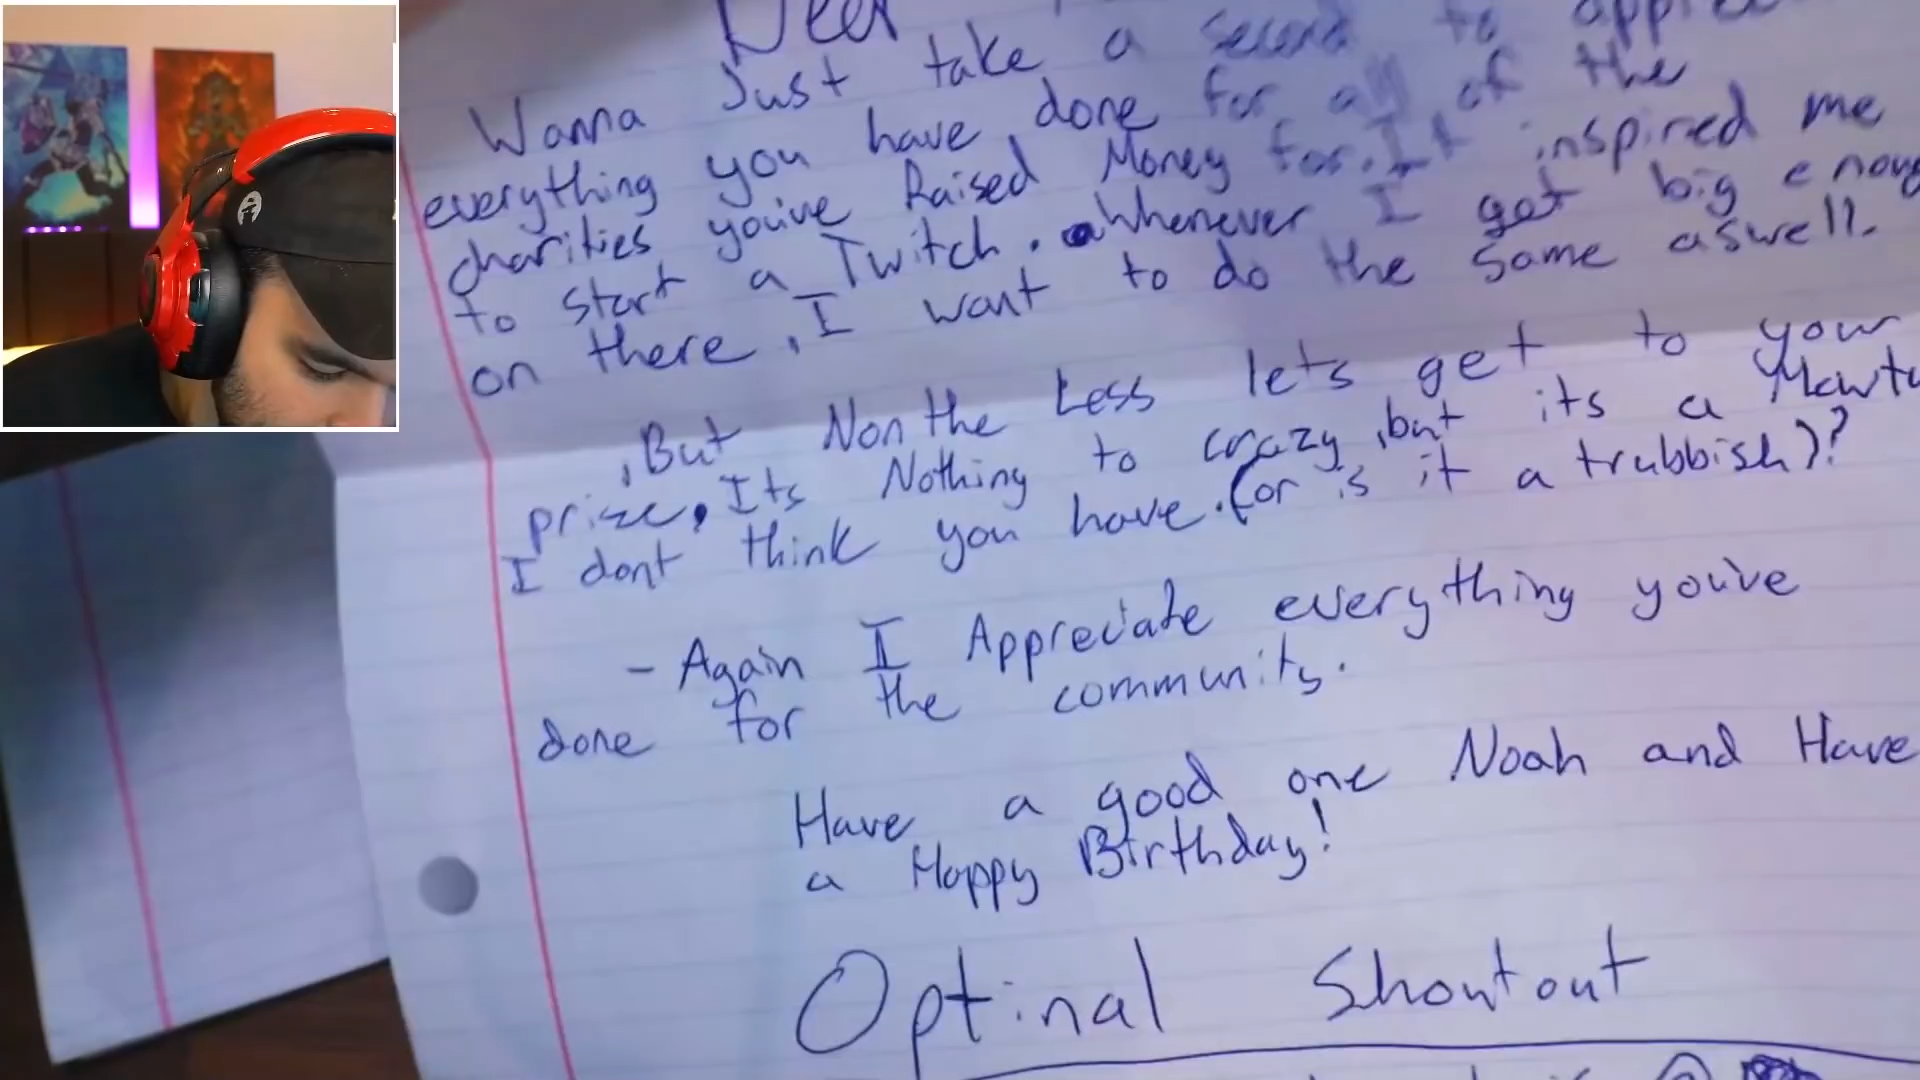 Wanna Just take a second to
everything you have done for all of the
charities you've Raised Money for. It inspired me
to start a Twitch. Whenever I get big
on there, I want to do the same aswell.
,But Non the Less lets get to your
prize, Its Nothing to crazy, but its a
I dont think you have. (or is it a trubbish)?
- Again I Appreciate everything you've
done for the community.
Have a good one Noah and Have
a Happy Birthday!
Optinal Shoutout